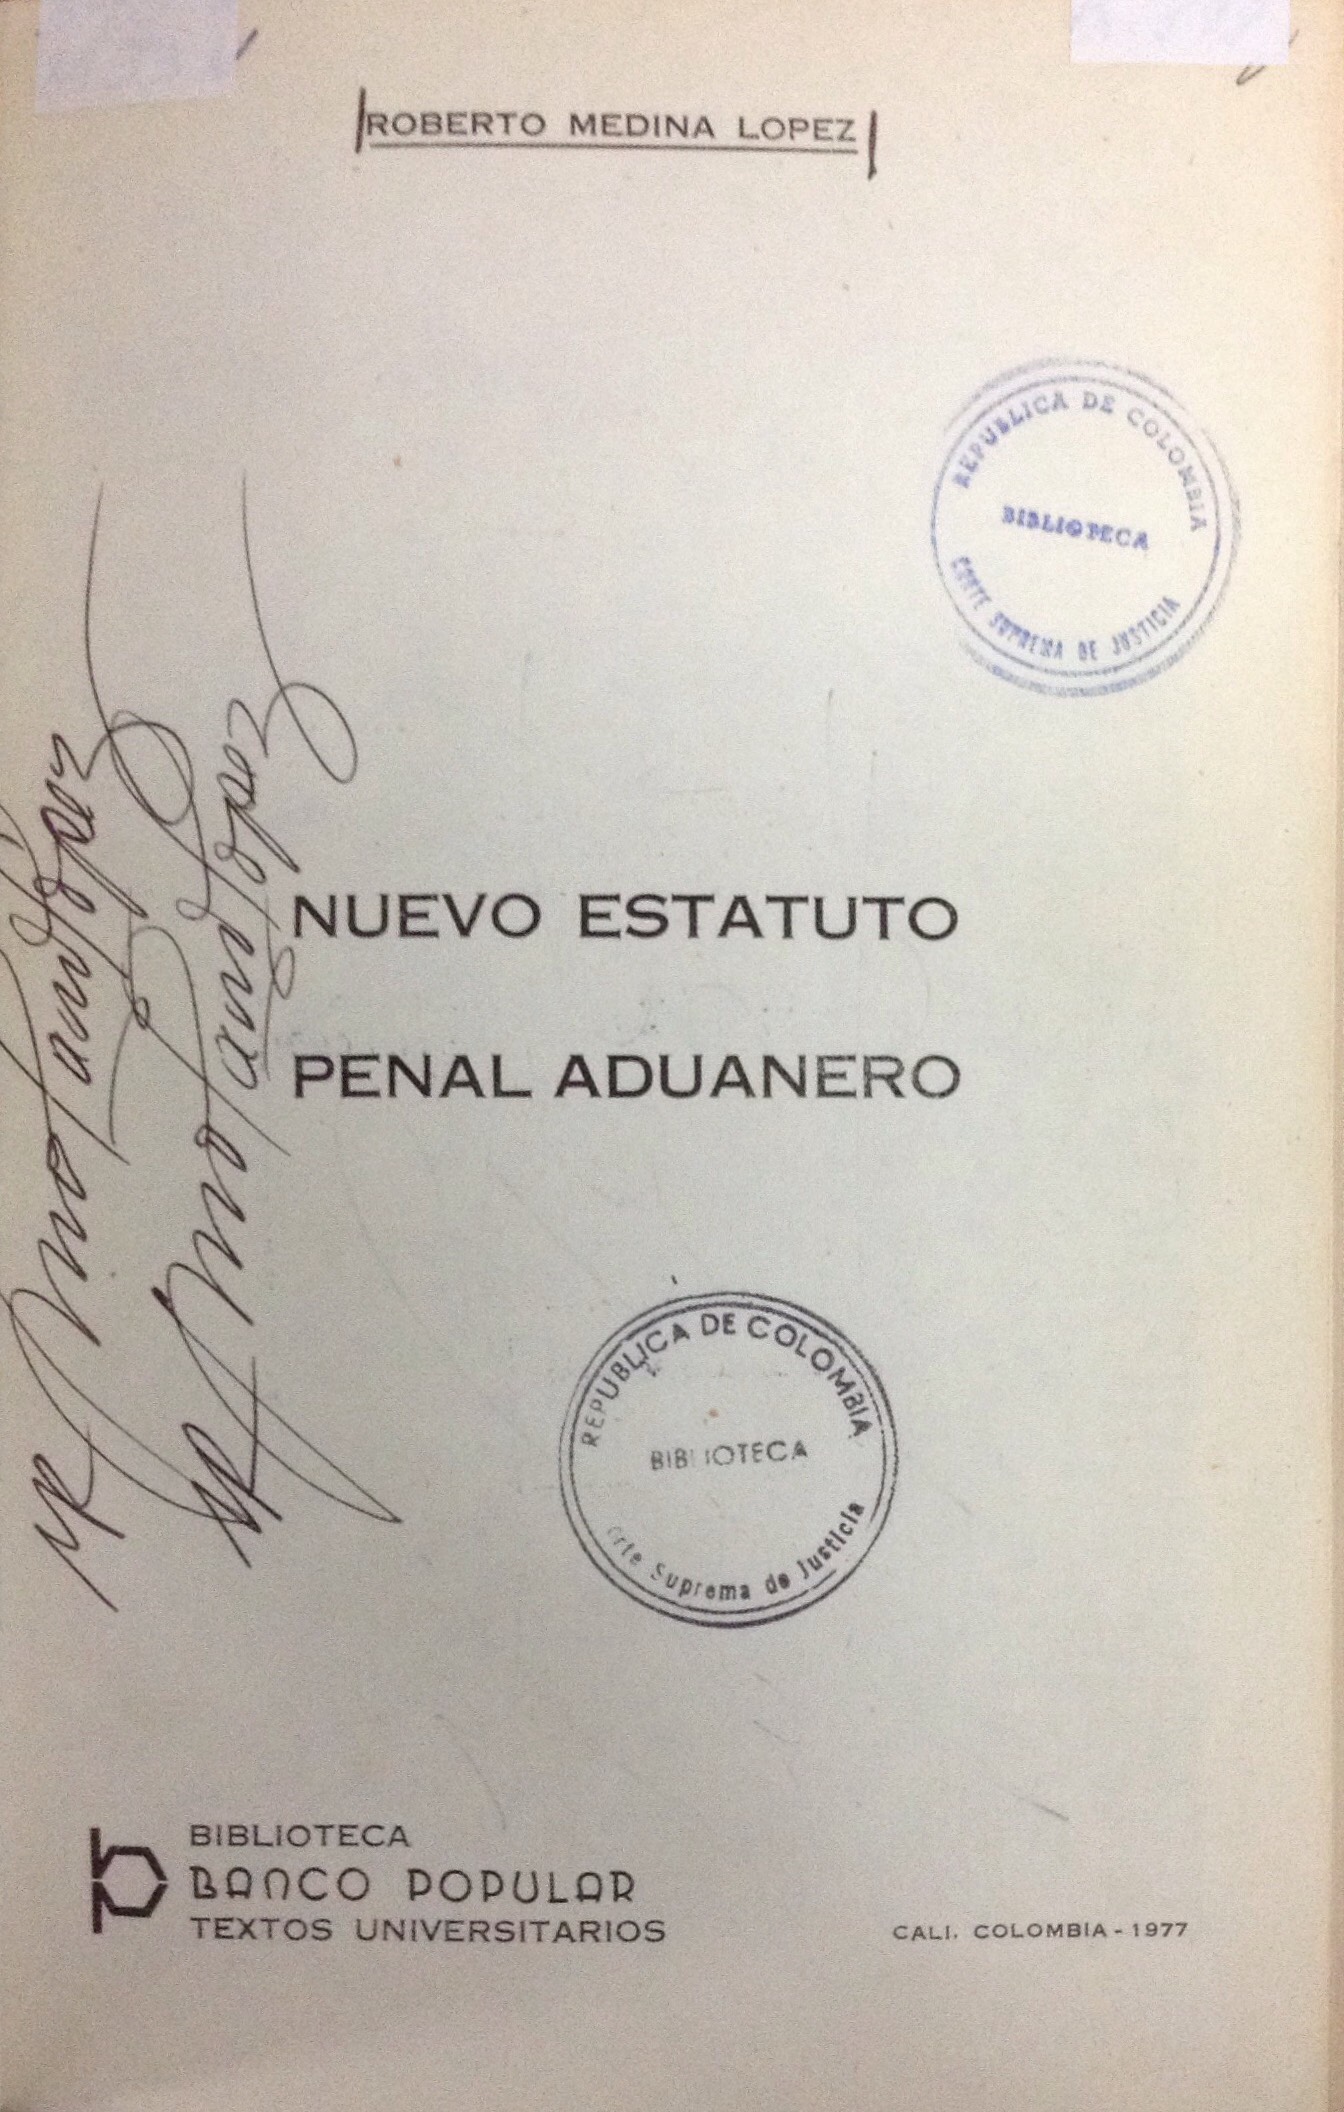 ROBERTO MEDINA LOPEZ
REPUBLICA DE COLOMBIA
BIBLIOTECA
CORTE SUPREMA DE JUSTICIA
NUEVO ESTATUTO
PENAL ADUANERO
REPUBLICA DE COLOMBIA
BIBLIOTECA
orte Suprema de Justicia
BIBLIOTECA
BANCO POPULAR
TEXTOS UNIVERSITARIOS
CALI. COLOMBIA - 1977